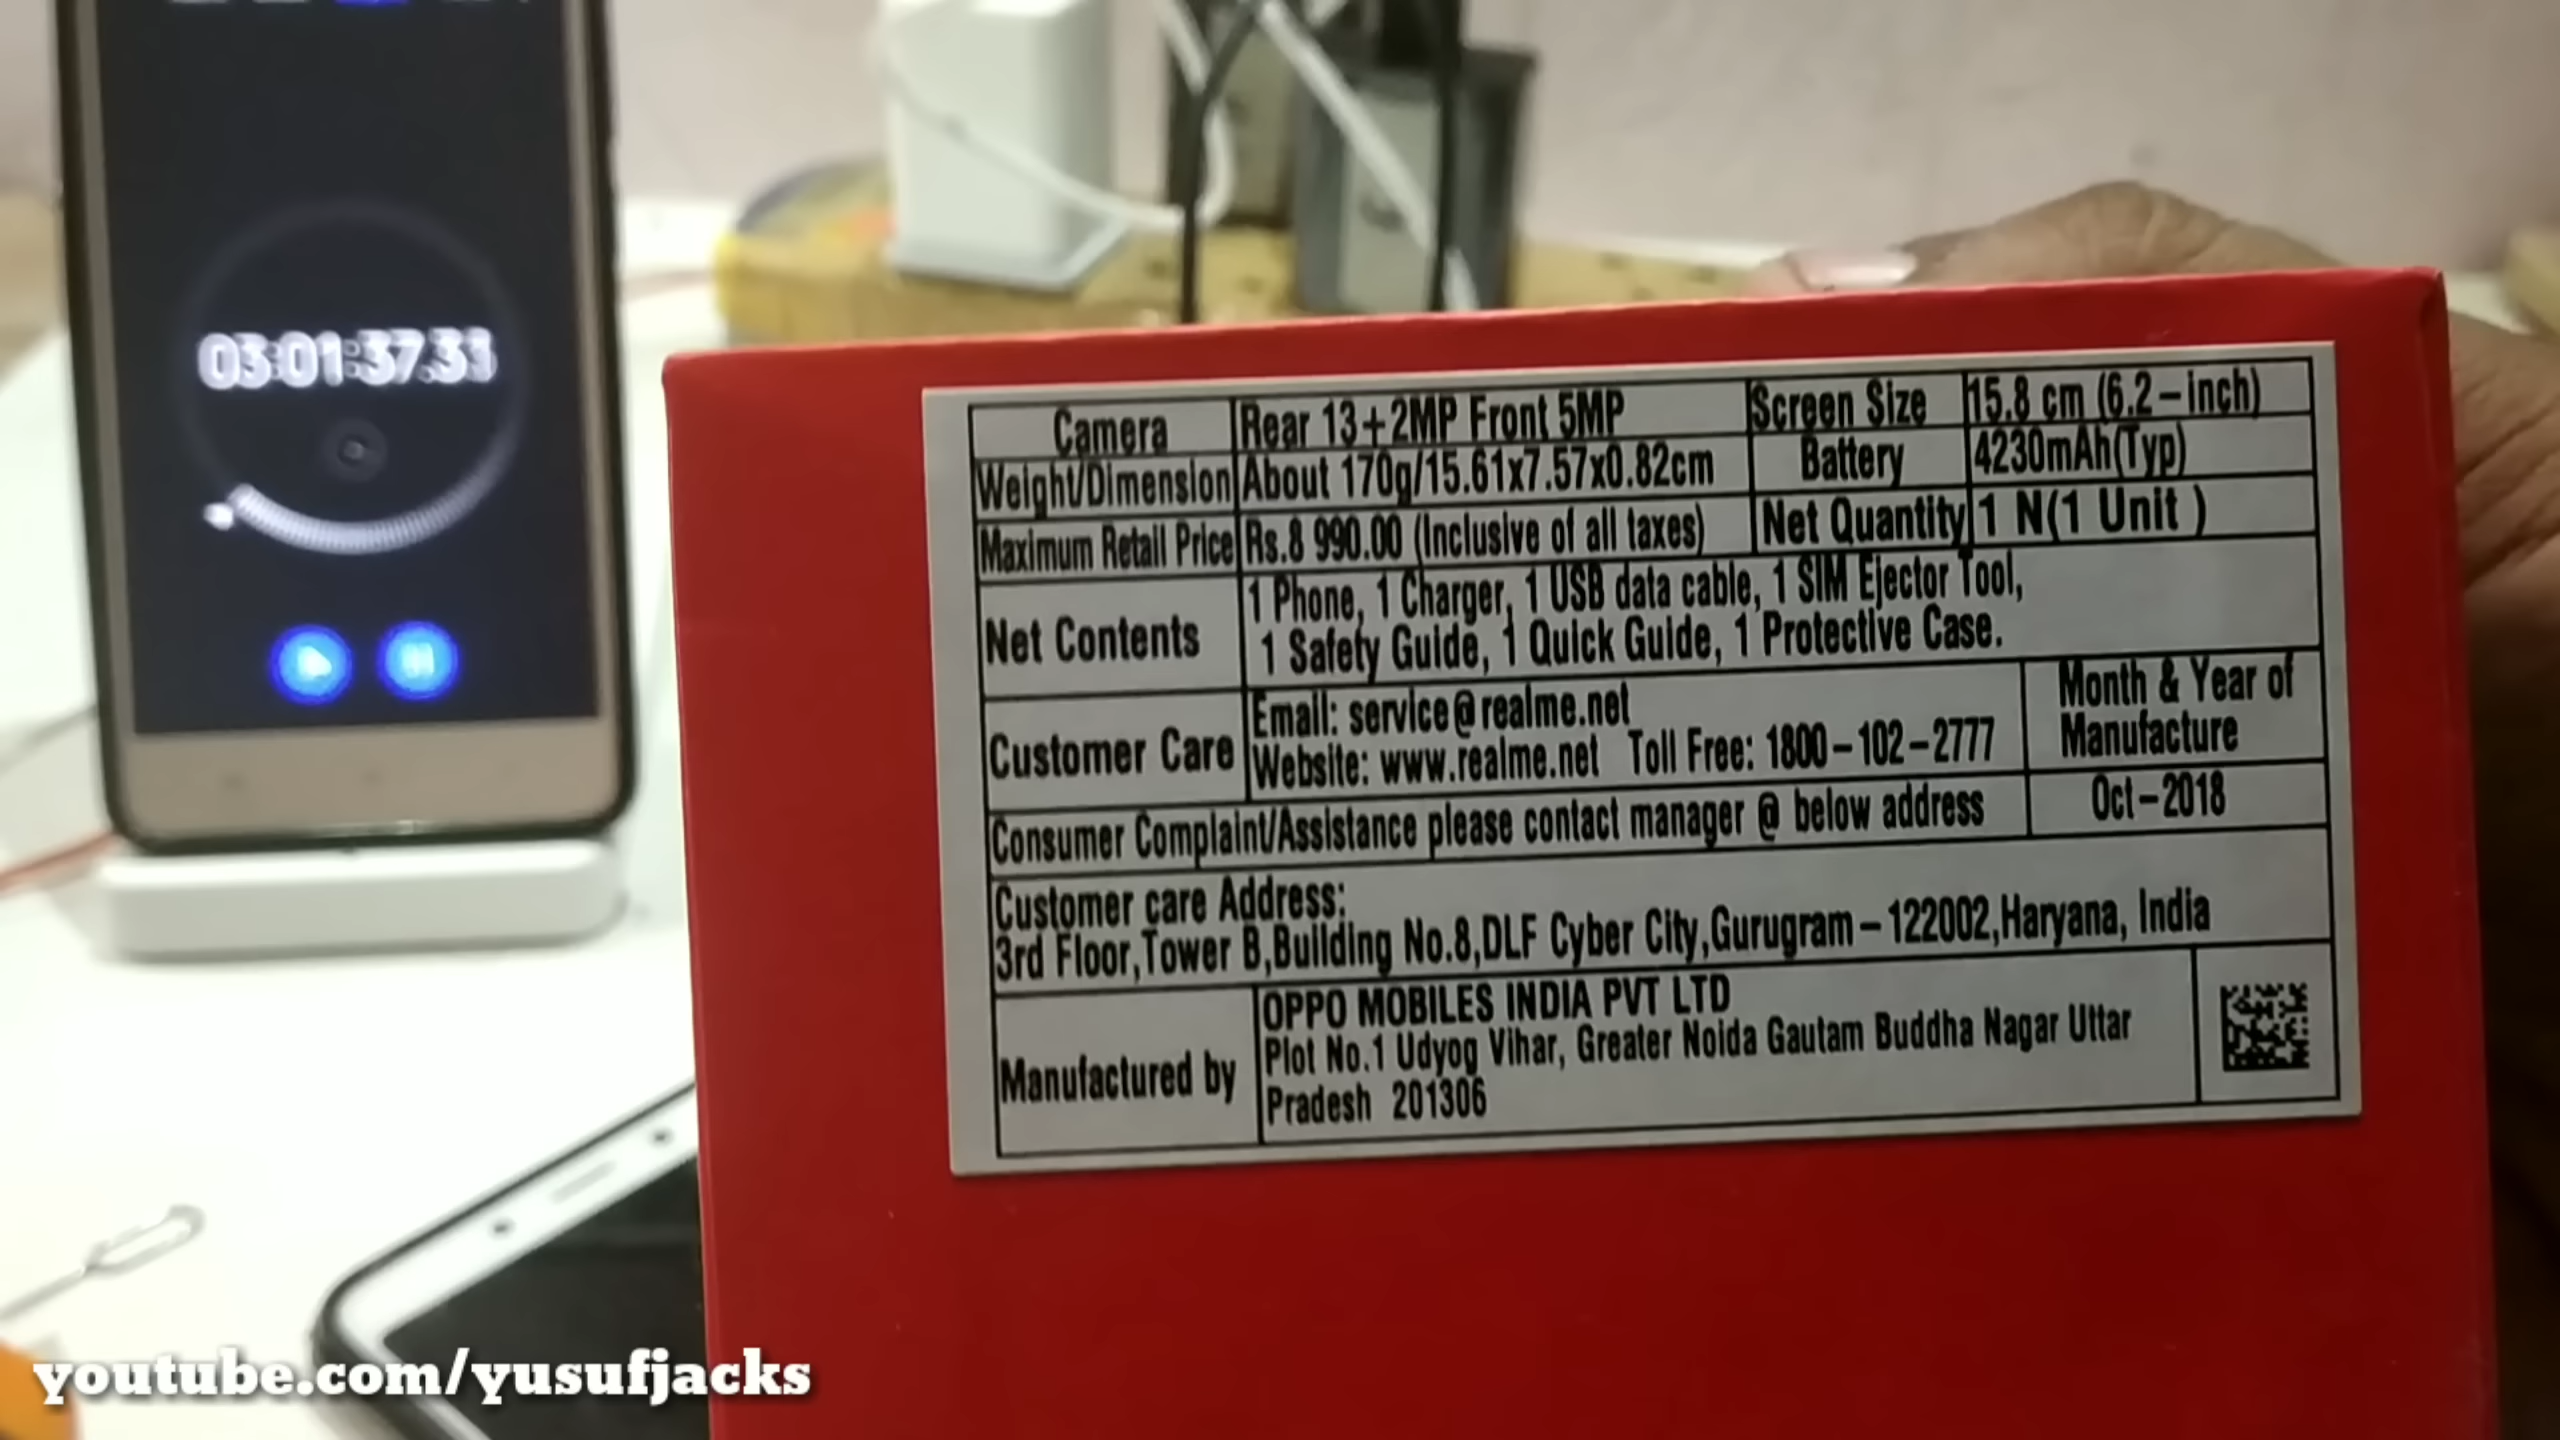 03:01:37.33
Camera
Rear 13+2MP Front 5MP
Screen Size
15.8 cm (6.2-inch)
Weight/Dimension
About 170g/15.61x7.57x0.82cm
Battery
4230mAh(Typ)
Maximum Retail Price
Rs.8 990.00 (Inclusive of all taxes)
Net Quantity
1 N(1 Unit )
Net Contents
1 Phone, 1 Charger, 1 USB data cable, 1 SIM Ejector Tool,
1 Safety Guide, 1 Quick Guide, 1 Protective Case.
Customer Care
Email: service@realme.net
Website: www.realme.net Toll Free: 1800-102-2777
Month & Year of
Manufacture
Consumer Complaint/Assistance please contact manager @ below address
Oct-2018
Customer care Address:
3rd Floor,Tower B,Building No.8,DLF Cyber City,Gurugram-122002,Haryana, India
Manufactured by
OPPO MOBILES INDIA PVT LTD
Plot No.1 Udyog Vihar, Greater Noida Gautam Buddha Nagar Uttar
Pradesh 201306
youtube.com/yusufjacks